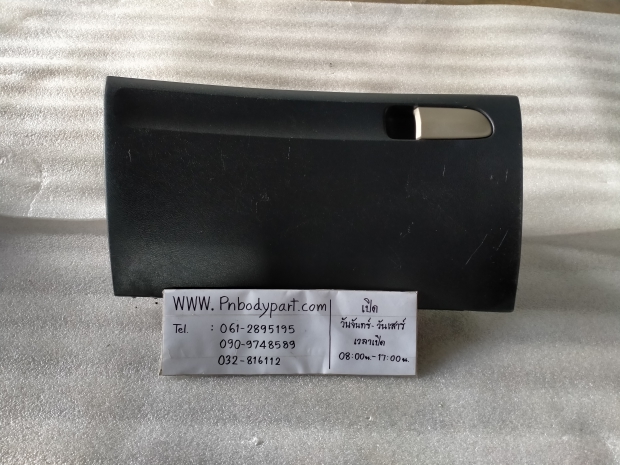 WWW. Pnbodypart.com
Tel. : 061-2895195
090-9748589
032-816112
เปิด
วันจันทร์-วันเสาร์
เวลาเปิด
08:00น.-17:00น.